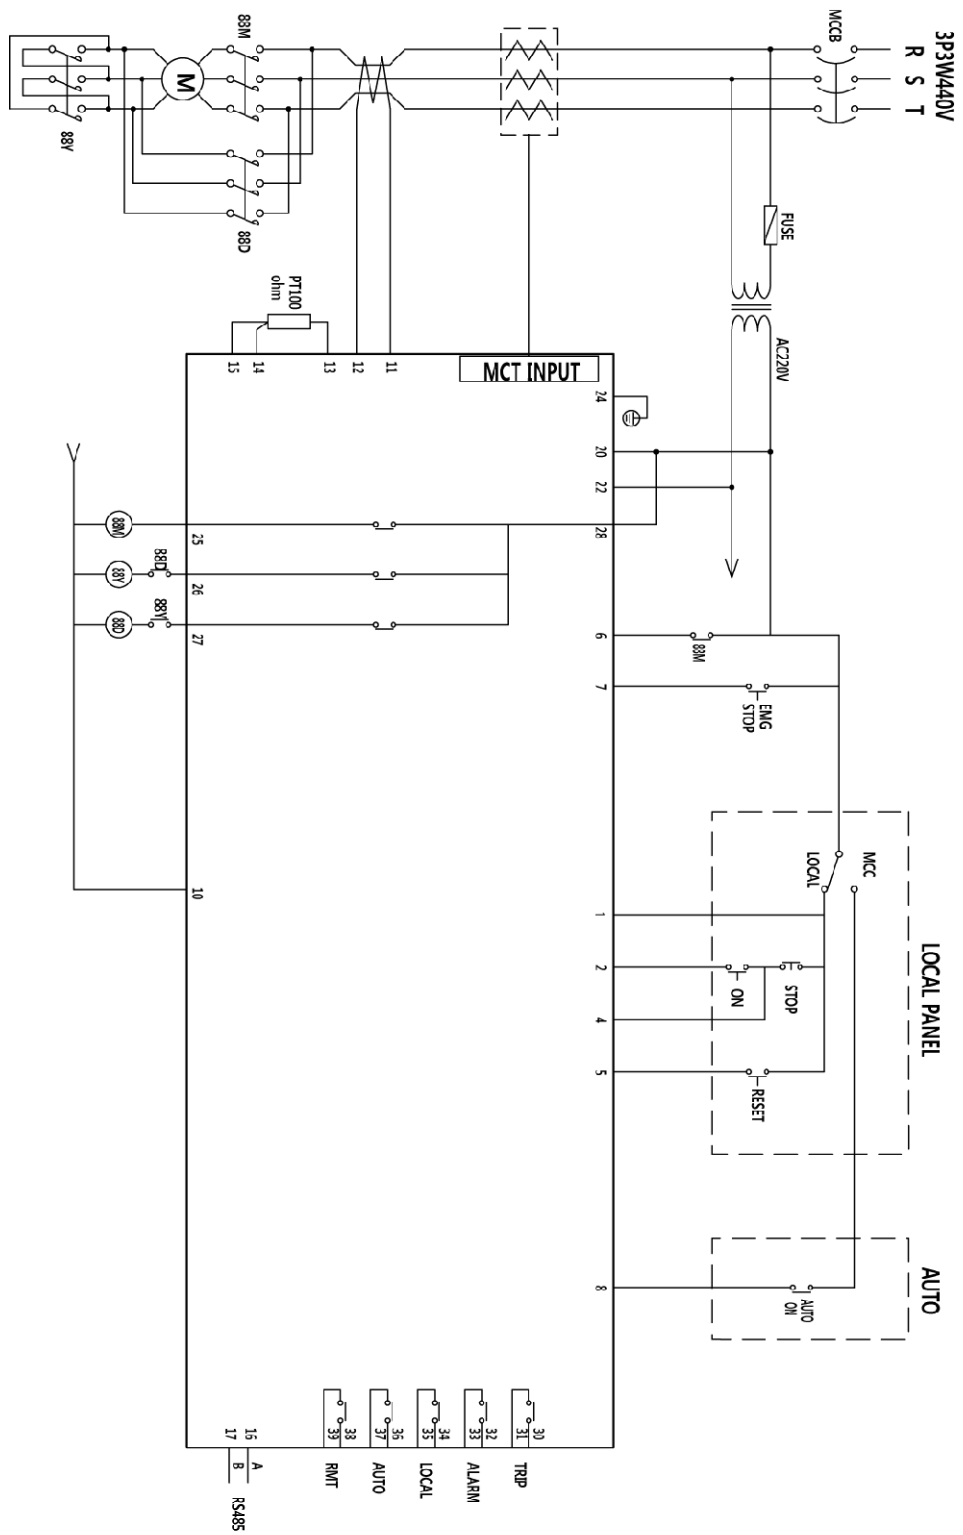 3P3W440V
R
S
T
MCCB
FUSE
AC220V
88M
M
88Y
88D
PT100
ohm
15
14
13
12
11
MCT INPUT
24
20
22
28
6
7
88M
EMG
STOP
25
26
27
88M
88Y
88D
88D
88Y
10
LOCAL PANEL
MCC
LOCAL
1
2
4
5
ON
STOP
RESET
AUTO
8
AUTO
ON
30
31
TRIP
32
33
ALARM
34
35
LOCAL
36
37
AUTO
38
39
RMT
16
17
A
B
RS485